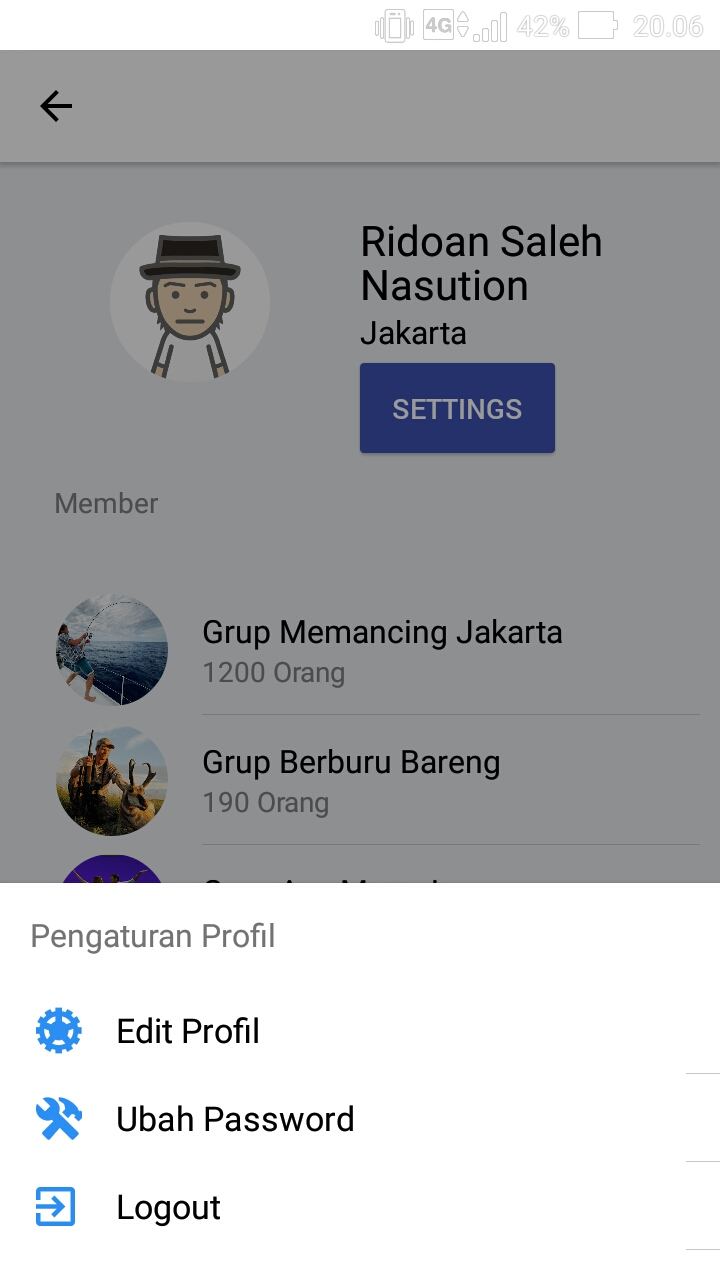 4G 42% 20.06
Ridoan Saleh
Nasution
Jakarta
SETTINGS
Member
Grup Memancing Jakarta
1200 Orang
Grup Berburu Bareng
190 Orang
Pengaturan Profil
Edit Profil
Ubah Password
Logout